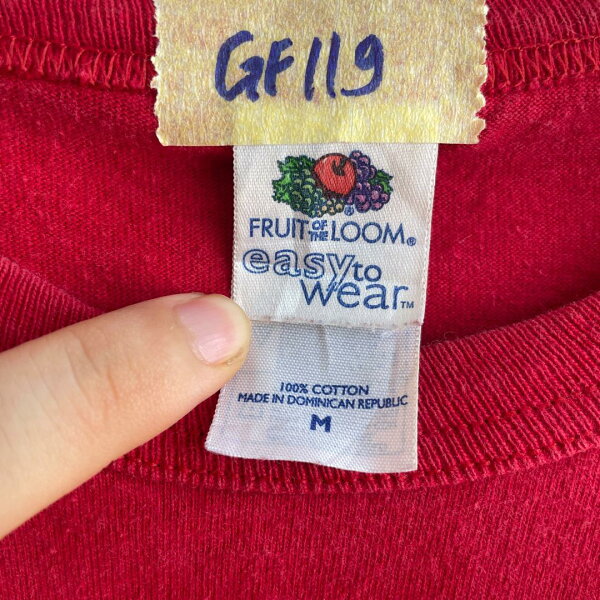 GF119
FRUIT OF THE LOOM®
easy to
wear™
100% COTTON
MADE IN DOMINICAN REPUBLIC
M